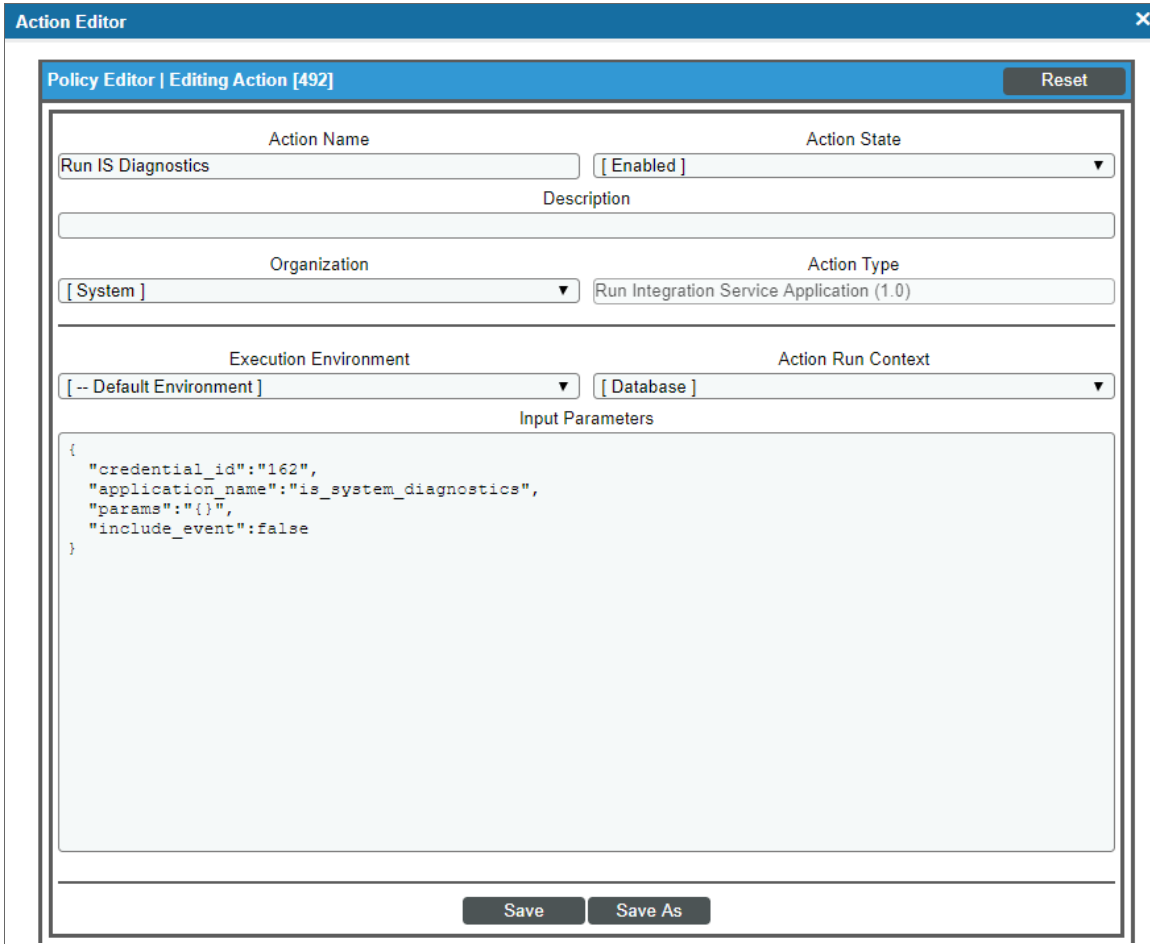 Action Editor
Policy Editor | Editing Action [492]
Reset
Action Name
Action State
Run IS Diagnostics
[ Enabled ]
Description
Organization
Action Type
[ System ]
Run Integration Service Application (1.0)
Execution Environment
Action Run Context
[ -- Default Environment ]
[ Database ]
Input Parameters
{
  "credential_id":"162",
  "application_name":"is_system_diagnostics",
  "params":"{}",
  "include_event":false
}
Save
Save As